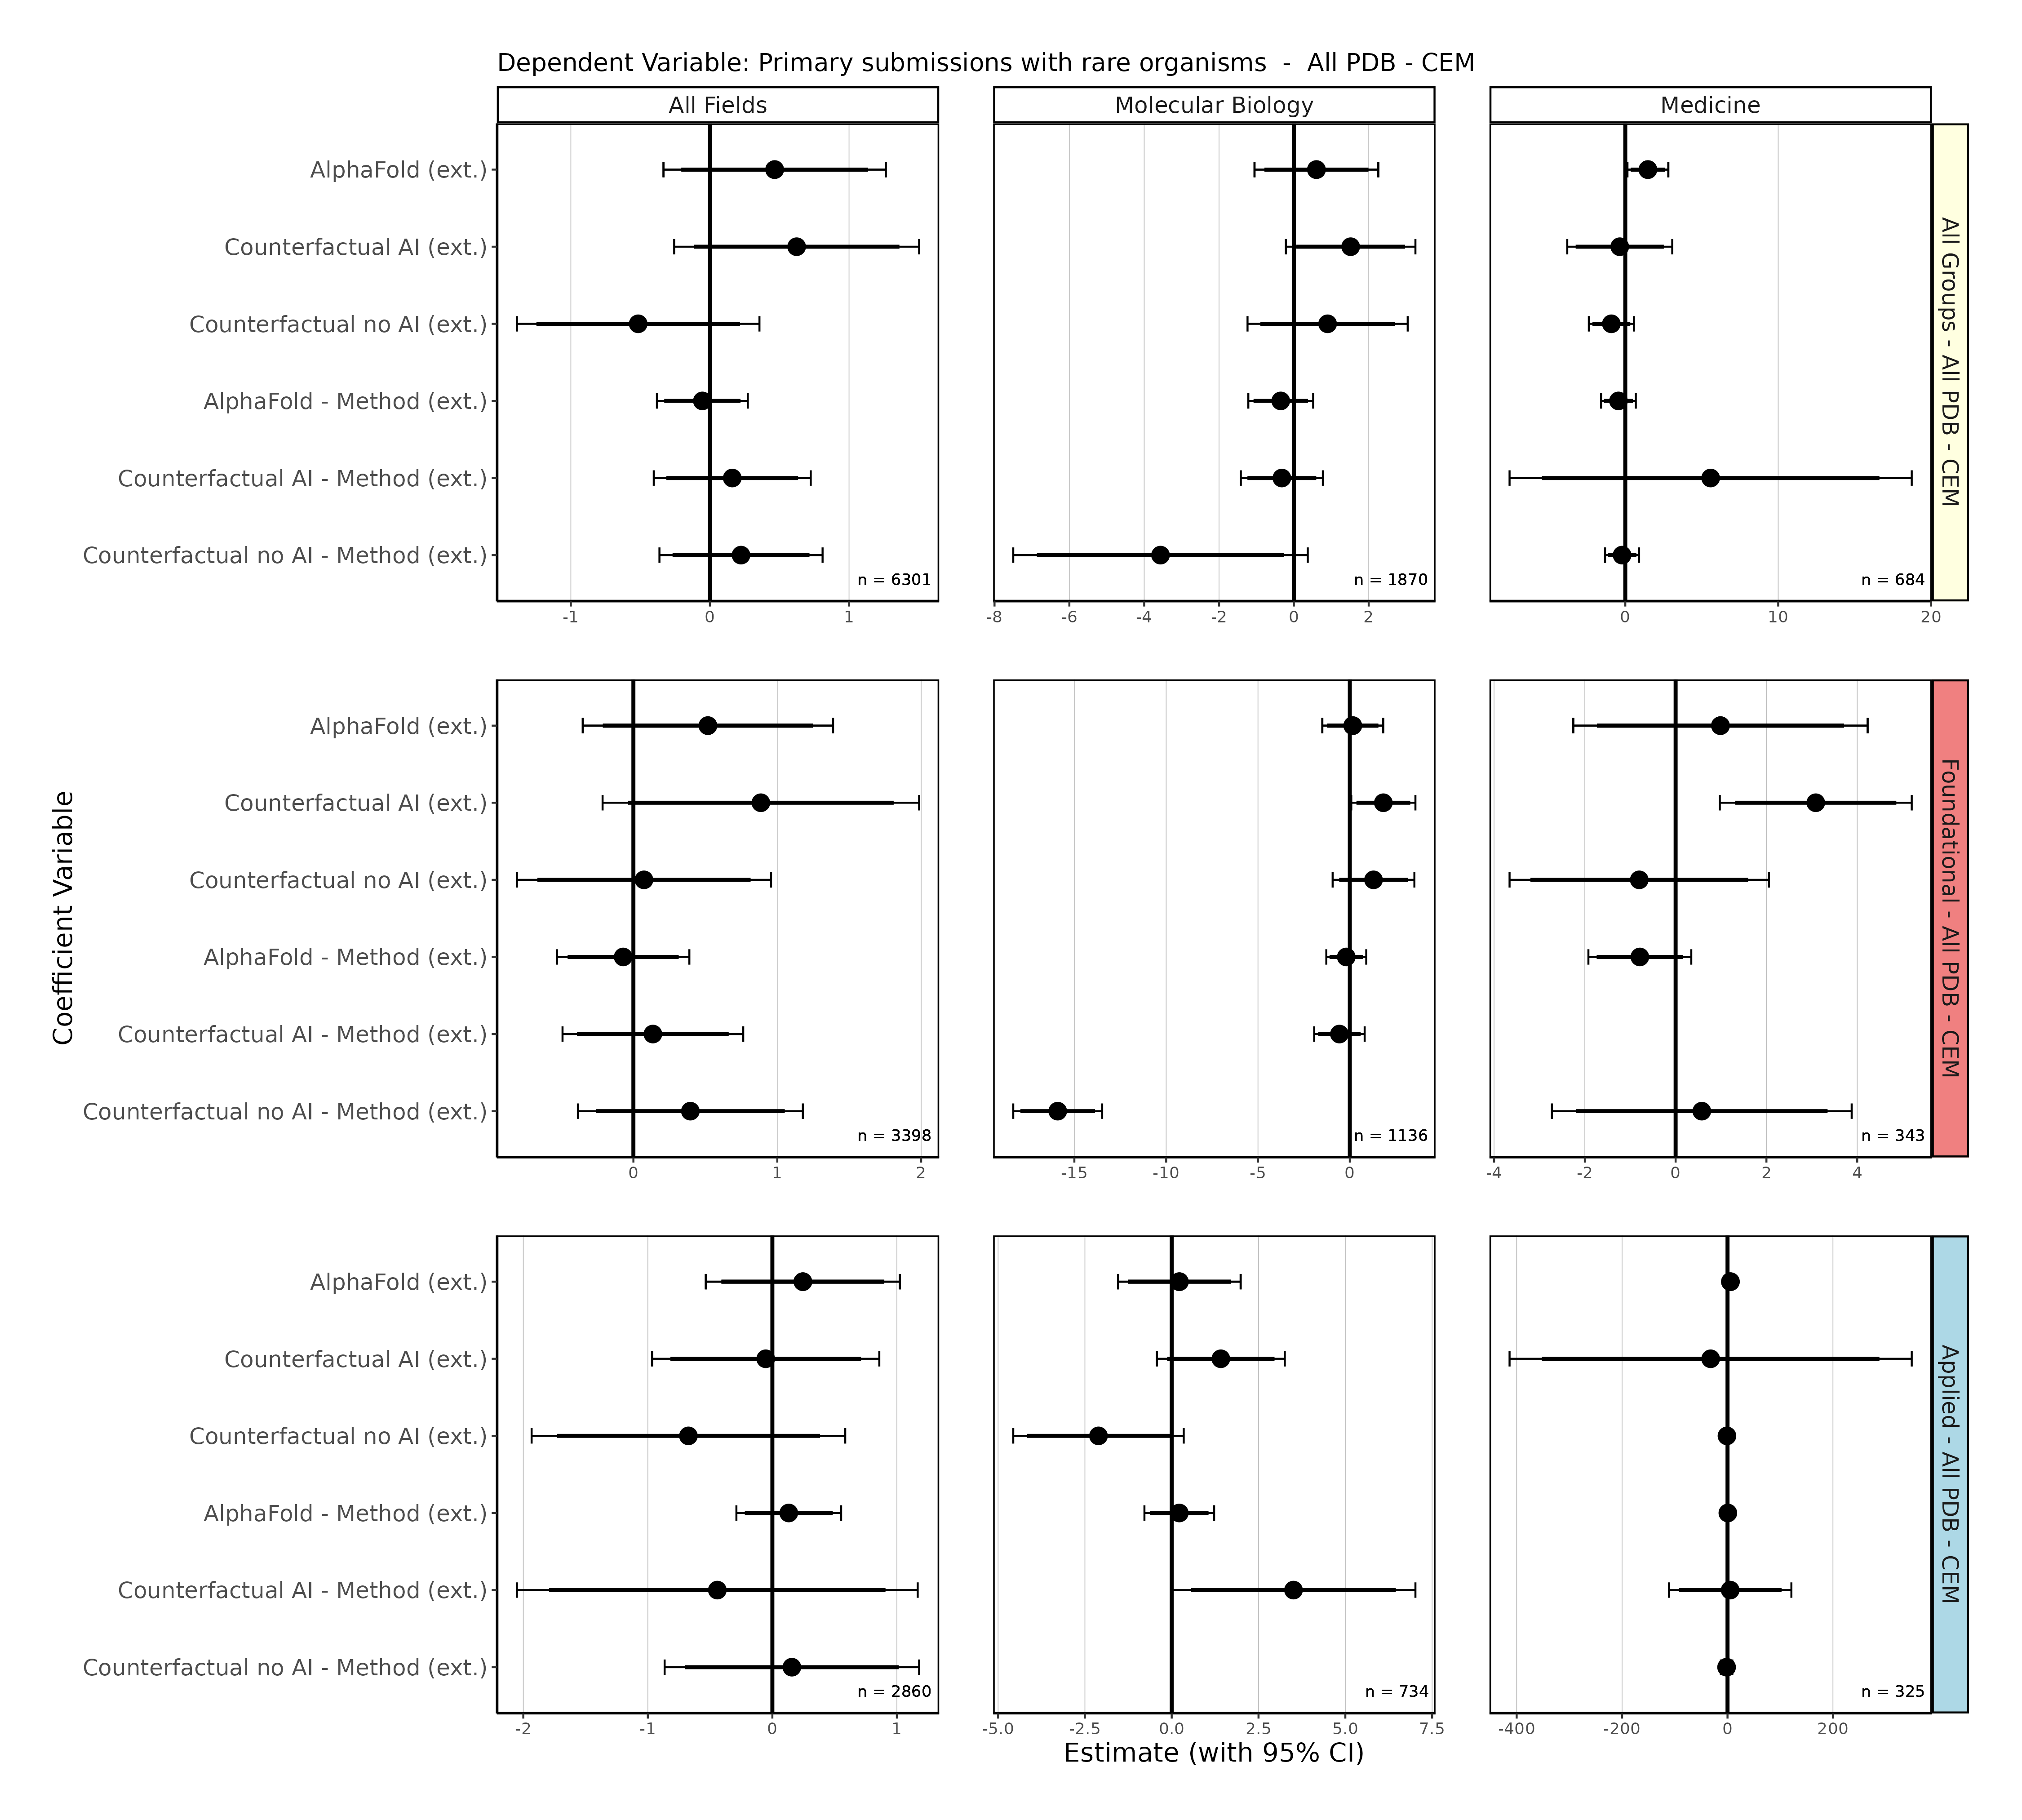 Dependent Variable: Primary submissions with rare organisms - All PDB - CEM
All Fields
Molecular Biology
Medicine
AlphaFold (ext.)
Counterfactual AI (ext.)
Counterfactual no AI (ext.)
AlphaFold - Method (ext.)
Counterfactual AI - Method (ext.)
Counterfactual no AI - Method (ext.)
n = 6301
n = 1870
n = 684
All Groups - All PDB - CEM
-1 0 1
-8 -6 -4 -2 0 2
0 10 20
Coefficient Variable
AlphaFold (ext.)
Counterfactual AI (ext.)
Counterfactual no AI (ext.)
AlphaFold - Method (ext.)
Counterfactual AI - Method (ext.)
Counterfactual no AI - Method (ext.)
n = 3398
n = 1136
n = 343
Foundational - All PDB - CEM
0 1 2
-15 -10 -5 0
-4 -2 0 2 4
AlphaFold (ext.)
Counterfactual AI (ext.)
Counterfactual no AI (ext.)
AlphaFold - Method (ext.)
Counterfactual AI - Method (ext.)
Counterfactual no AI - Method (ext.)
n = 2860
n = 734
n = 325
Applied - All PDB - CEM
-2 -1 0 1
-5.0 -2.5 0.0 2.5 5.0 7.5
-400 -200 0 200
Estimate (with 95% CI)